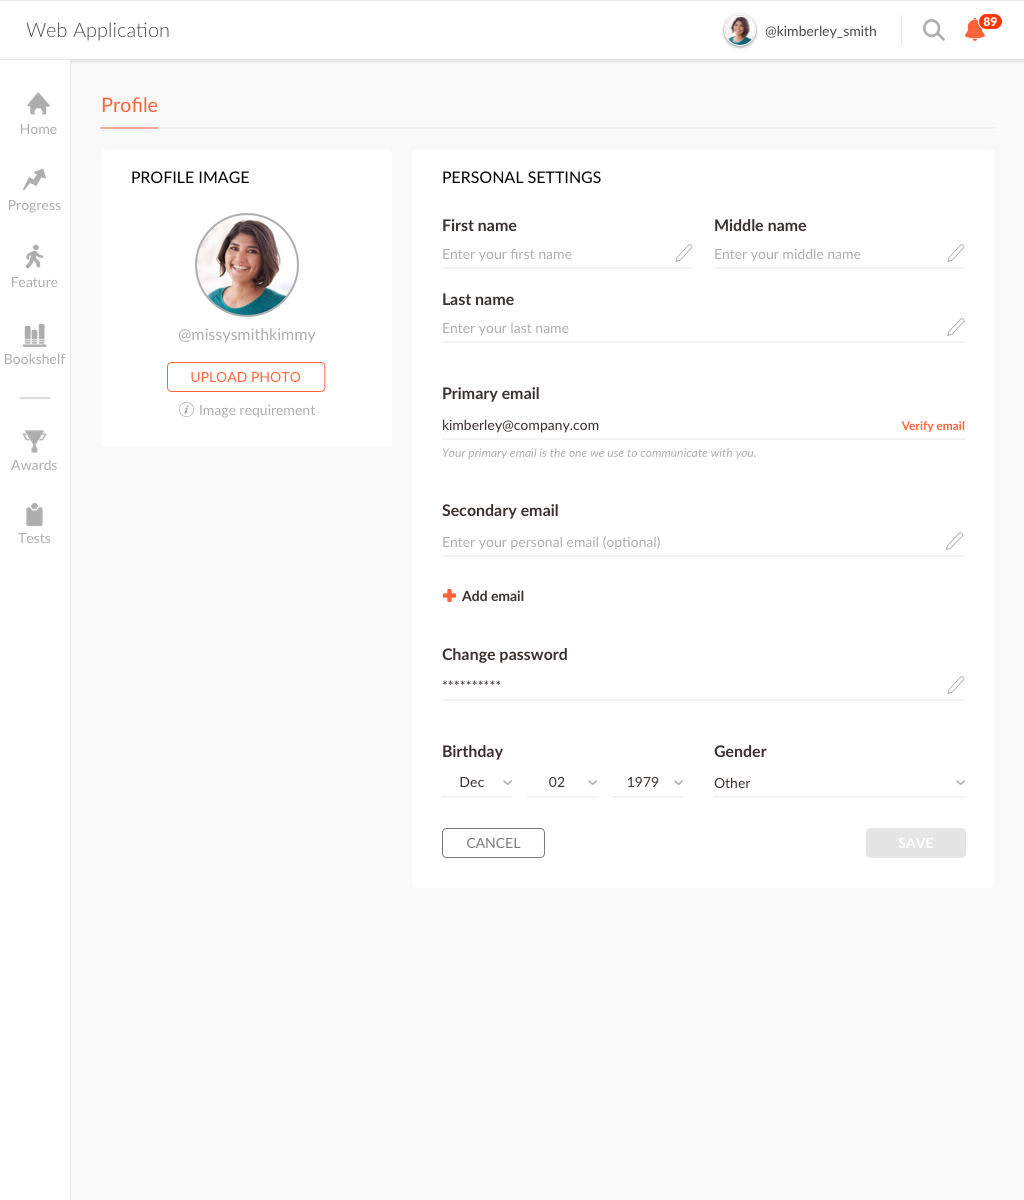 Web Application
@kimberley_smith
89
Home
Progress
Feature
Bookshelf
Awards
Tests
Profile
PROFILE IMAGE
@missysmithkimmy
UPLOAD PHOTO
i Image requirement
PERSONAL SETTINGS
First name
Enter your first name
Middle name
Enter your middle name
Last name
Enter your last name
Primary email
kimberley@company.com
Verify email
Your primary email is the one we use to communicate with you.
Secondary email
Enter your personal email (optional)
Add email
Change password
**********
Birthday
Dec 02 1979
Gender
Other
CANCEL
SAVE